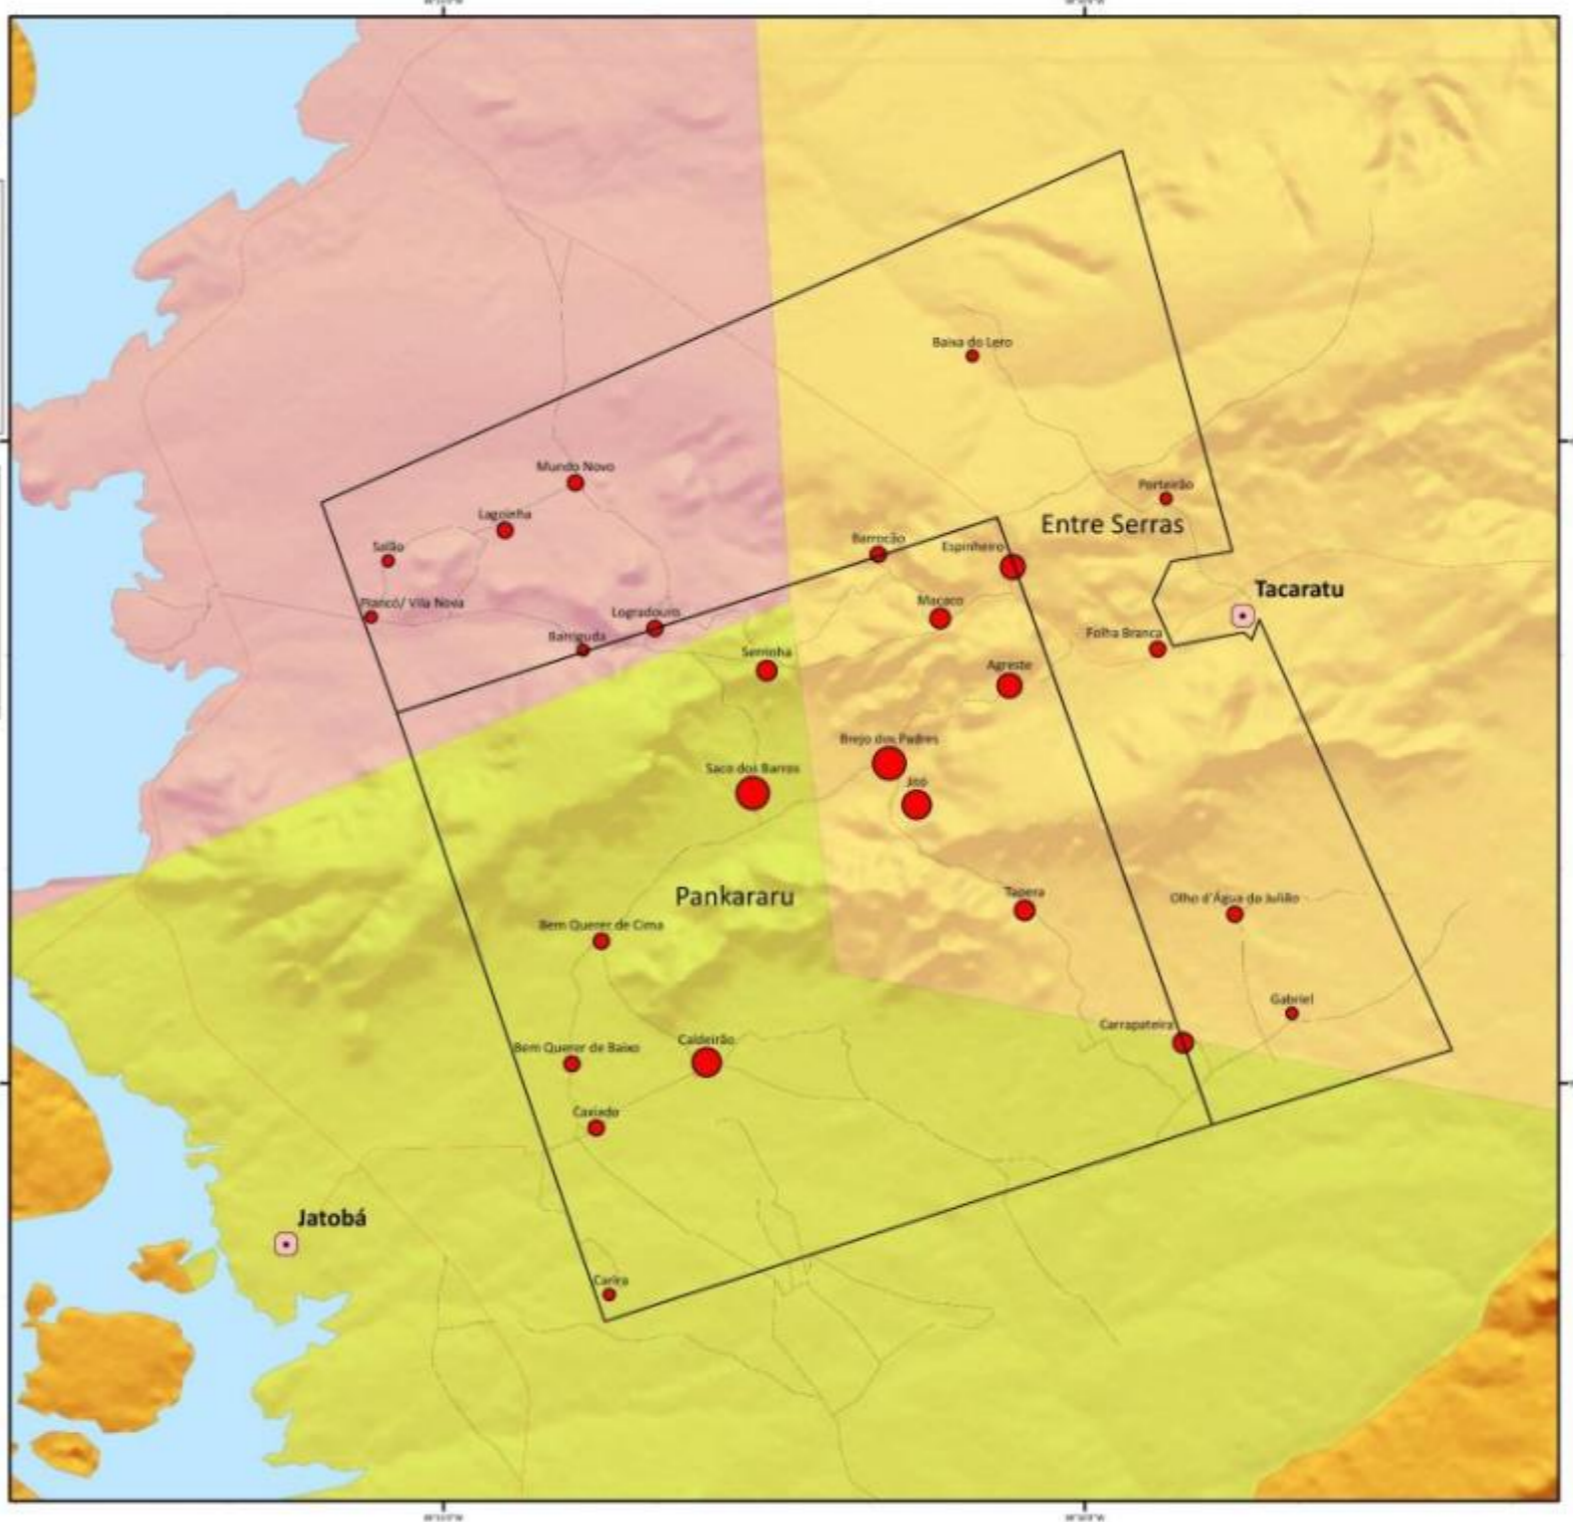 Baixa do Lero
Mundo Novo
Porteirão
Lagoinha
Entre Serras
Barrocão
Espinheiro
Salão
Tacaratu
Macaco
Logradouro
Folha Branca
Barriguda
Serrinha
Agreste
Brejo dos Padres
Saco dos Barros
Pankararu
Tapera
Olho d'Água do Julião
Bem Querer de Cima
Gabriel
Carrapateira
Caldeirão
Bem Querer de Baixo
Caxiado
Jatobá
Carira